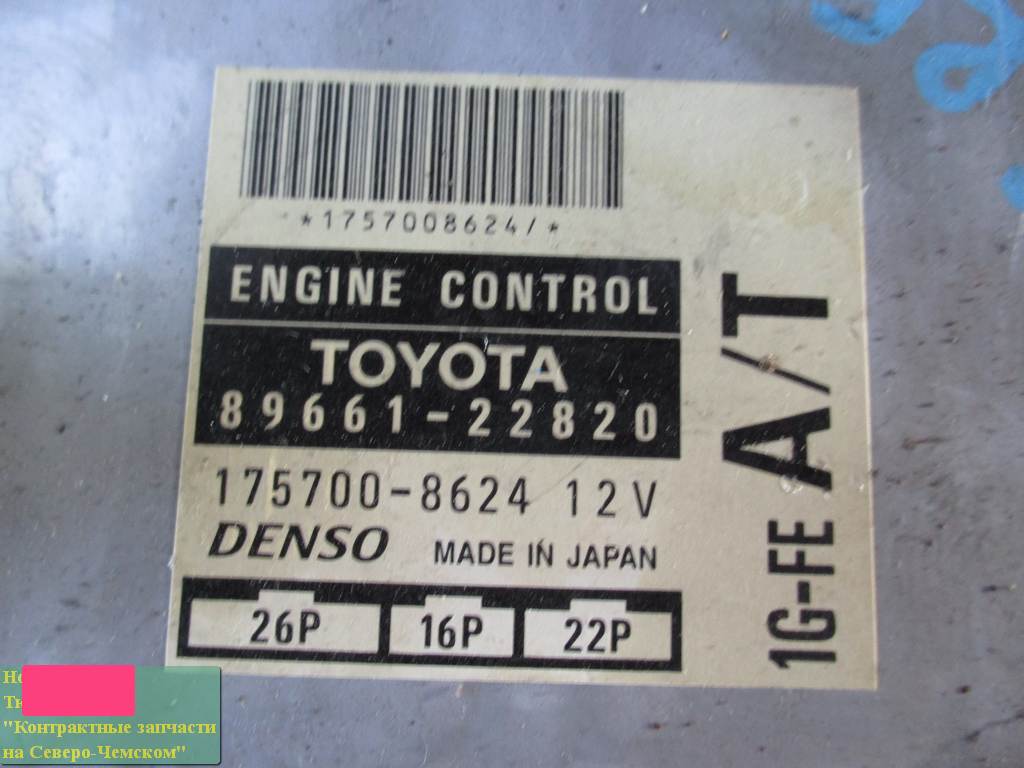 *1757008624/*
ENGINE CONTROL
TOYOTA
89661-22820
175700-8624 12V
DENSO MADE IN JAPAN
26P 16P 22P
1G-FE A/T
"Контрактные запчасти
на Северо-Чемском"